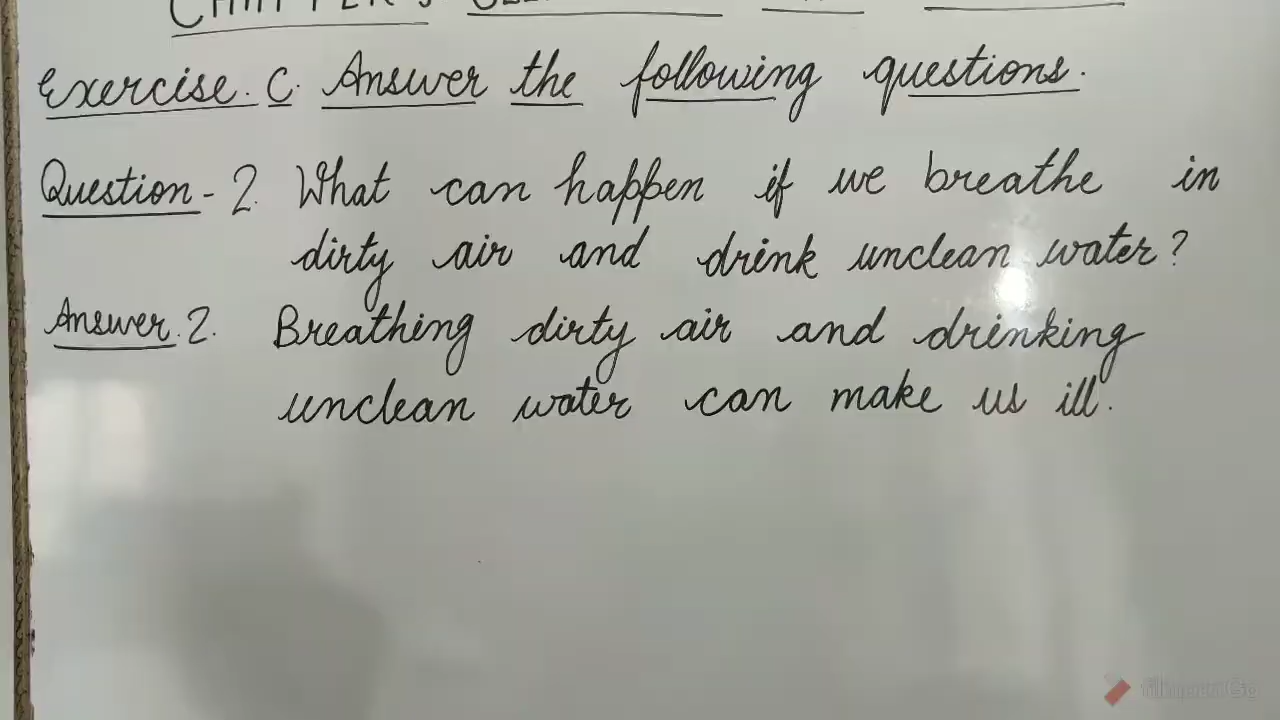 Exercise. C. Answer the following questions.
Question - 2. What can happen if we breathe in
dirty air and drink unclean water?
Answer. 2. Breathing dirty air and drinking
unclean water can make us ill.